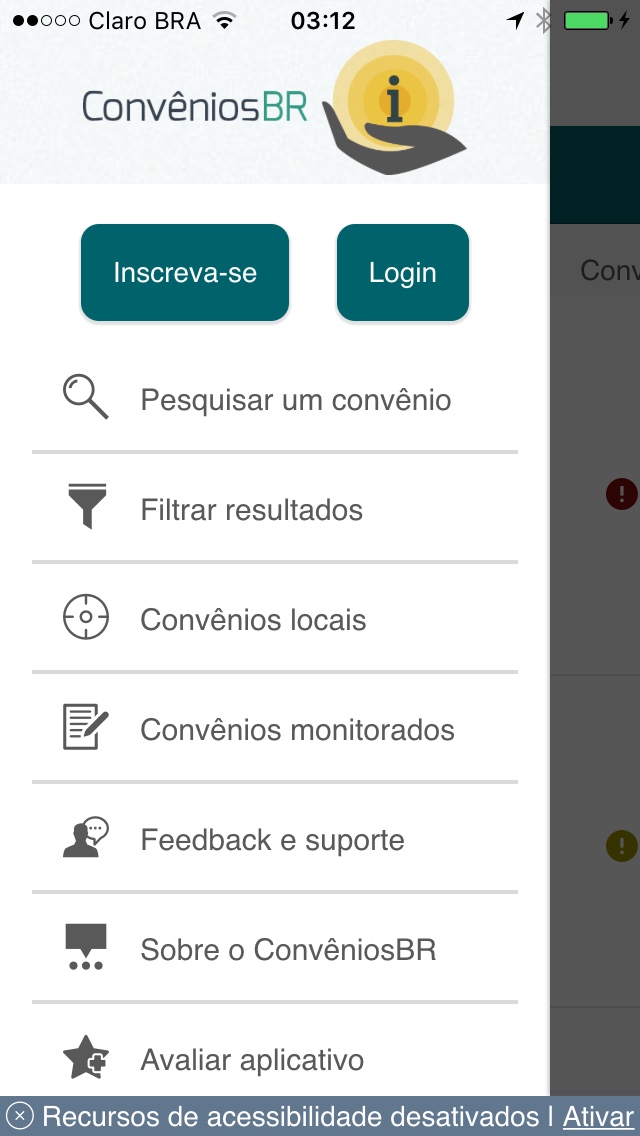 Claro BRA 03:12
ConvêniosBR
Inscreva-se Login
Conv
Pesquisar um convênio
Filtrar resultados
Convênios locais
Convênios monitorados
Feedback e suporte
Sobre o ConvêniosBR
Avaliar aplicativo
Recursos de acessibilidade desativados | Ativar